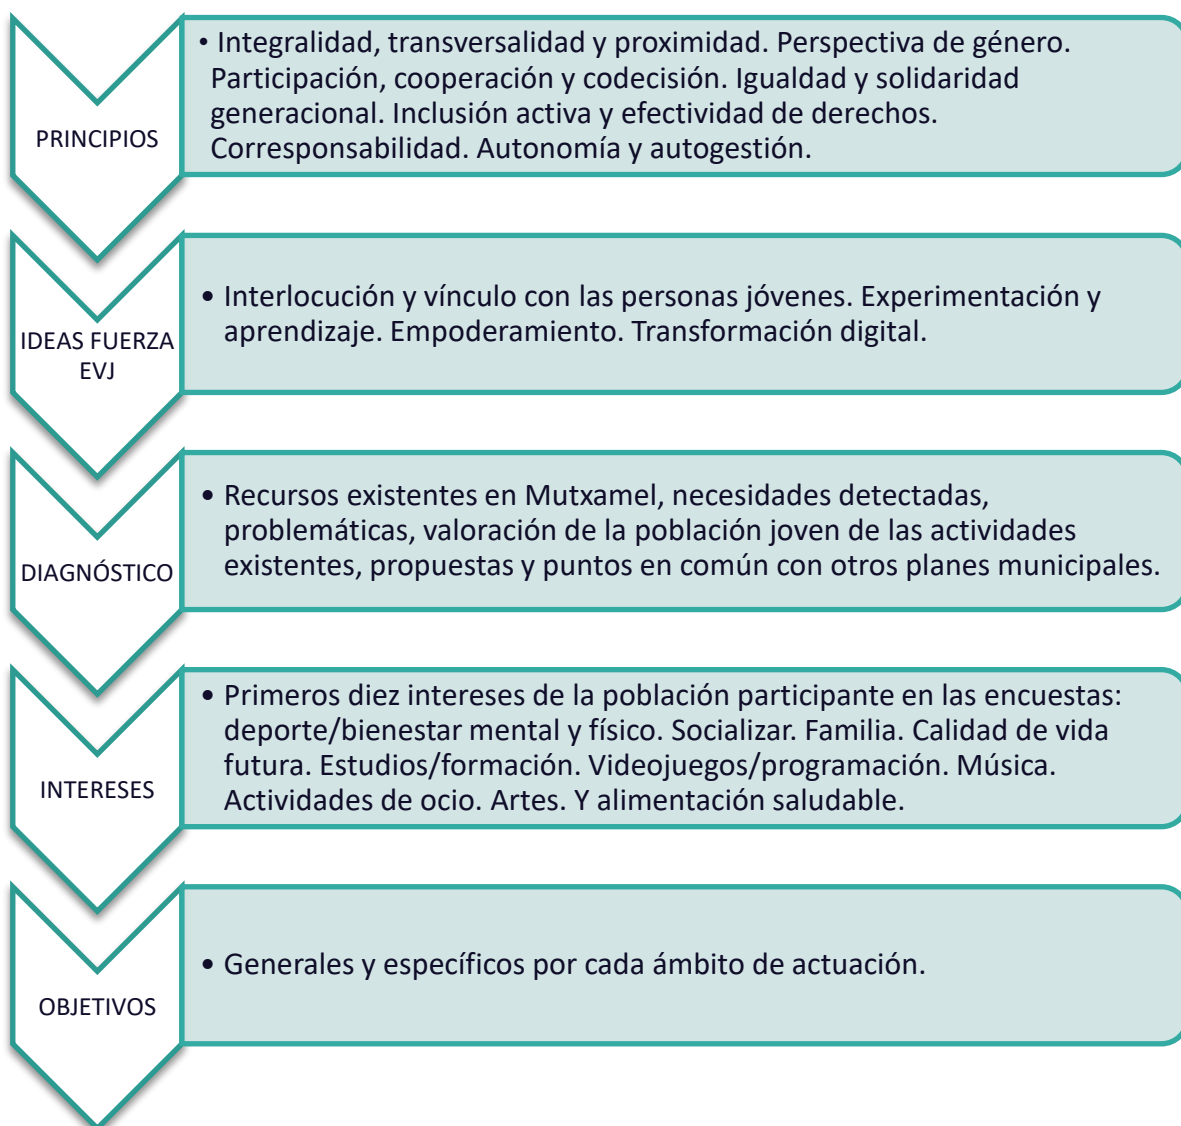 • Integralidad, transversalidad y proximidad. Perspectiva de género.
Participación, cooperación y codecisión. Igualdad y solidaridad
generacional. Inclusión activa y efectividad de derechos.
Corresponsabilidad. Autonomía y autogestión.
PRINCIPIOS
• Interlocución y vínculo con las personas jóvenes. Experimentación y
aprendizaje. Empoderamiento. Transformación digital.
IDEAS FUERZA
EVJ
• Recursos existentes en Mutxamel, necesidades detectadas,
problemáticas, valoración de la población joven de las actividades
existentes, propuestas y puntos en común con otros planes municipales.
DIAGNÓSTICO
• Primeros diez intereses de la población participante en las encuestas:
deporte/bienestar mental y físico. Socializar. Familia. Calidad de vida
futura. Estudios/formación. Videojuegos/programación. Música.
Actividades de ocio. Artes. Y alimentación saludable.
INTERESES
• Generales y específicos por cada ámbito de actuación.
OBJETIVOS